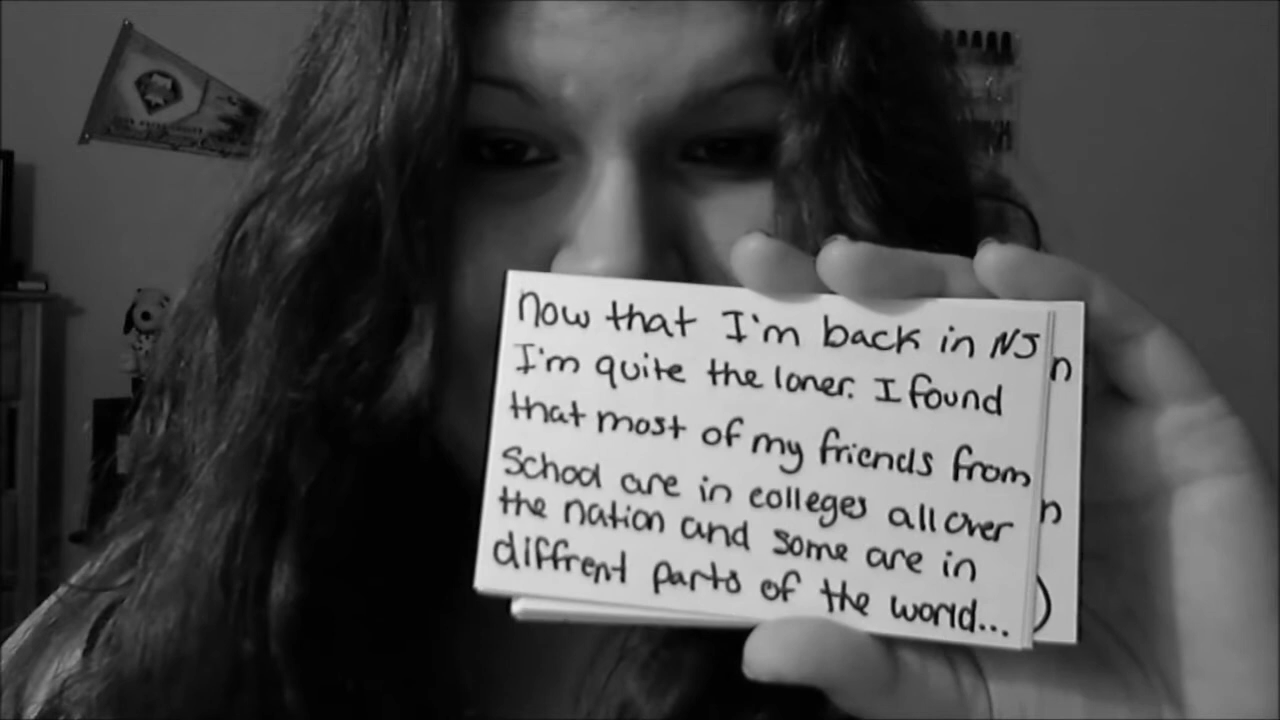 Now that I'm back in NJ
I'm quite the loner. I found
that most of my friends from
School are in colleges all over
the nation and some are in
diffrent parts of the world...
n
n
)